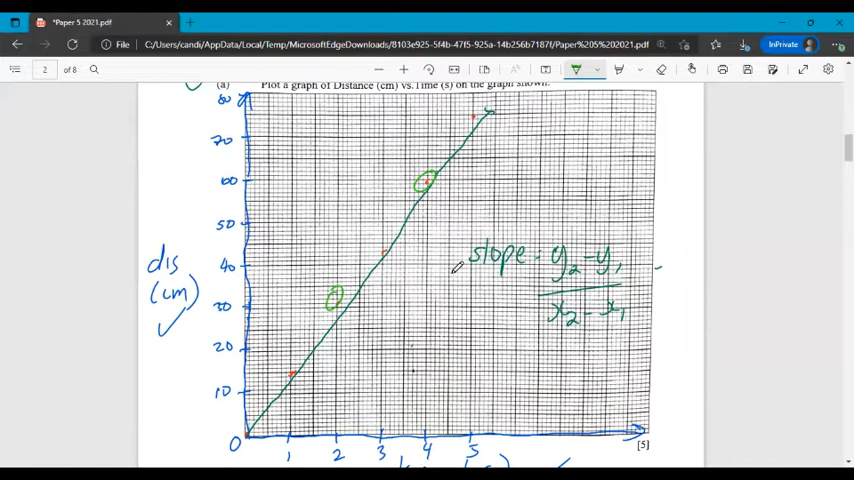 *Paper 5 2021.pdf
File
C:/Users/candi/AppData/Local/Temp/MicrosoftEdgeDownloads/8103e925-5f4b-47f5-925a-14b256b7187f/Paper%205%202021.pdf
InPrivate
2 of 8
(a) Plot a graph of Distance (cm) vs. Time (s) on the graph shown.
80
70
60
50
40
30
20
10
0
dis
(cm)
slope = y2 - y1
x2 - x1
1 2 3 4 5
[5]